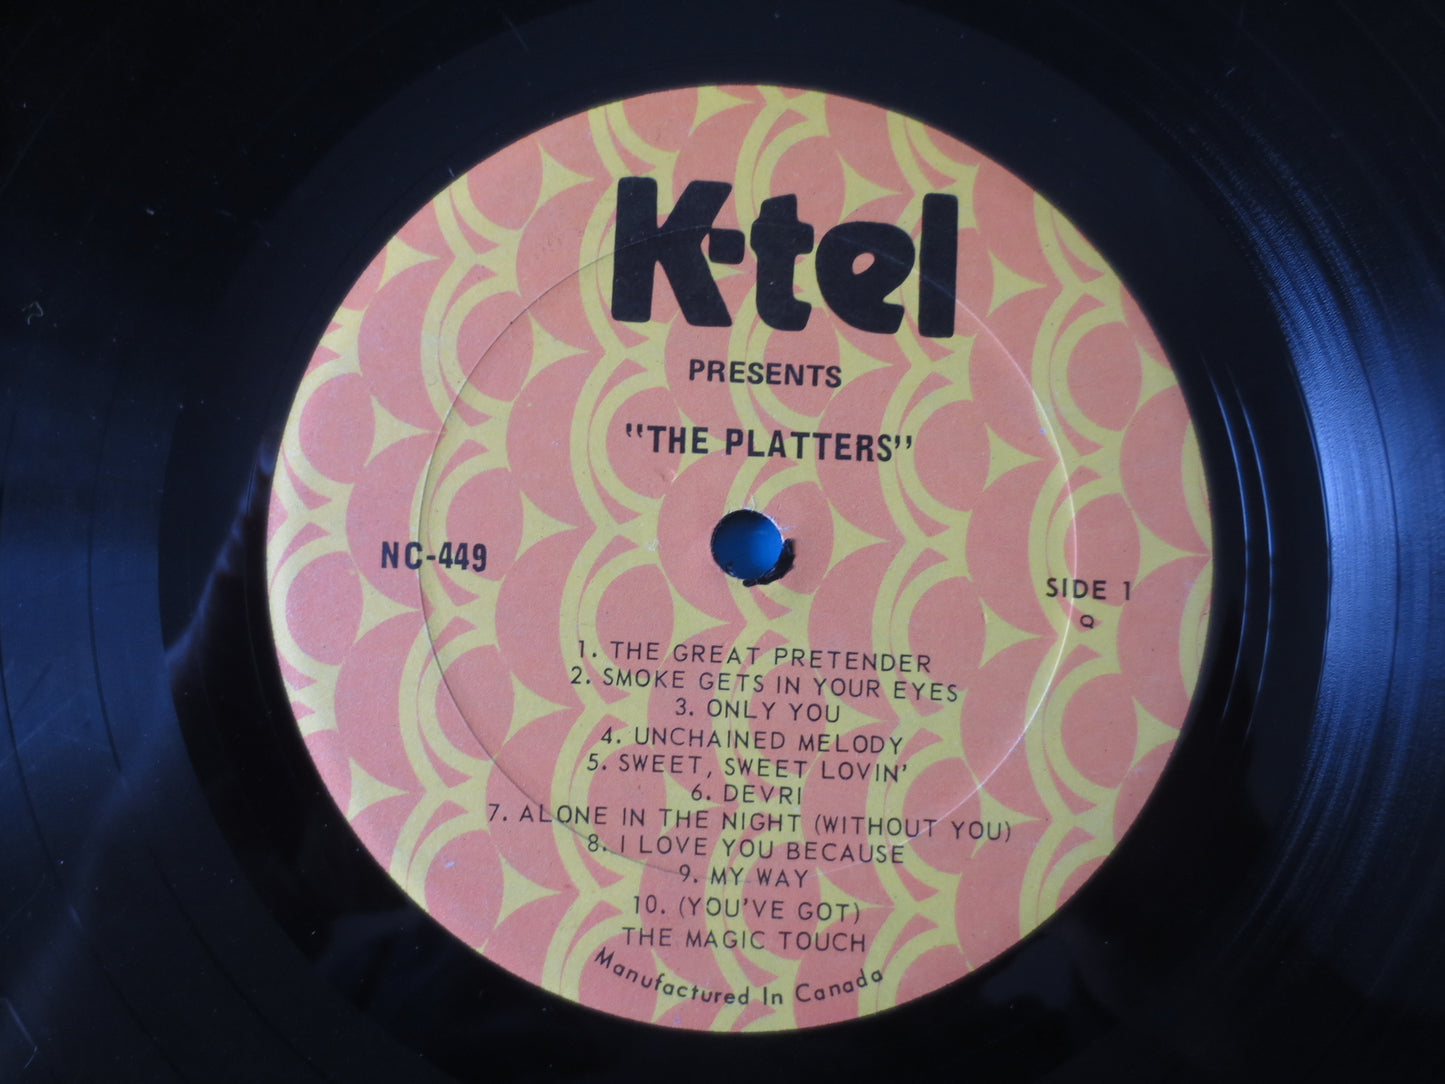 K-tel
PRESENTS
"THE PLATTERS"
NC-449
SIDE 1
Q
1. THE GREAT PRETENDER
2. SMOKE GETS IN YOUR EYES
3. ONLY YOU
4. UNCHAINED MELODY
5. SWEET, SWEET LOVIN'
6. DEVRI
7. ALONE IN THE NIGHT (WITHOUT YOU)
8. I LOVE YOU BECAUSE
9. MY WAY
10. (YOU'VE GOT)
THE MAGIC TOUCH
Manufactured In Canada